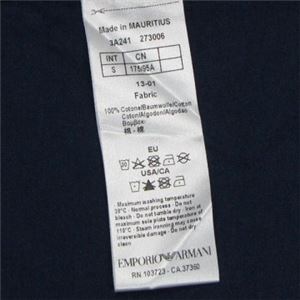 Made in MAURITIUS
3A241 273006
INT CN
S 175/95A
13-01
Fabric
100% Cotone/Baumwolle/Cotton
Coton/Algodon/Algodao
棉 - 棉
EU
USA/CA
Maximum washing temperature
30°C - Normal process - Do not
bleach - Do not tumble dry - Iron at
maximum sole plate temperature of
110°C - Steam ironing may cause
irreversible damage - Do not dry
clean
EMPORIO ARMANI
RN 103723 - CA 37360